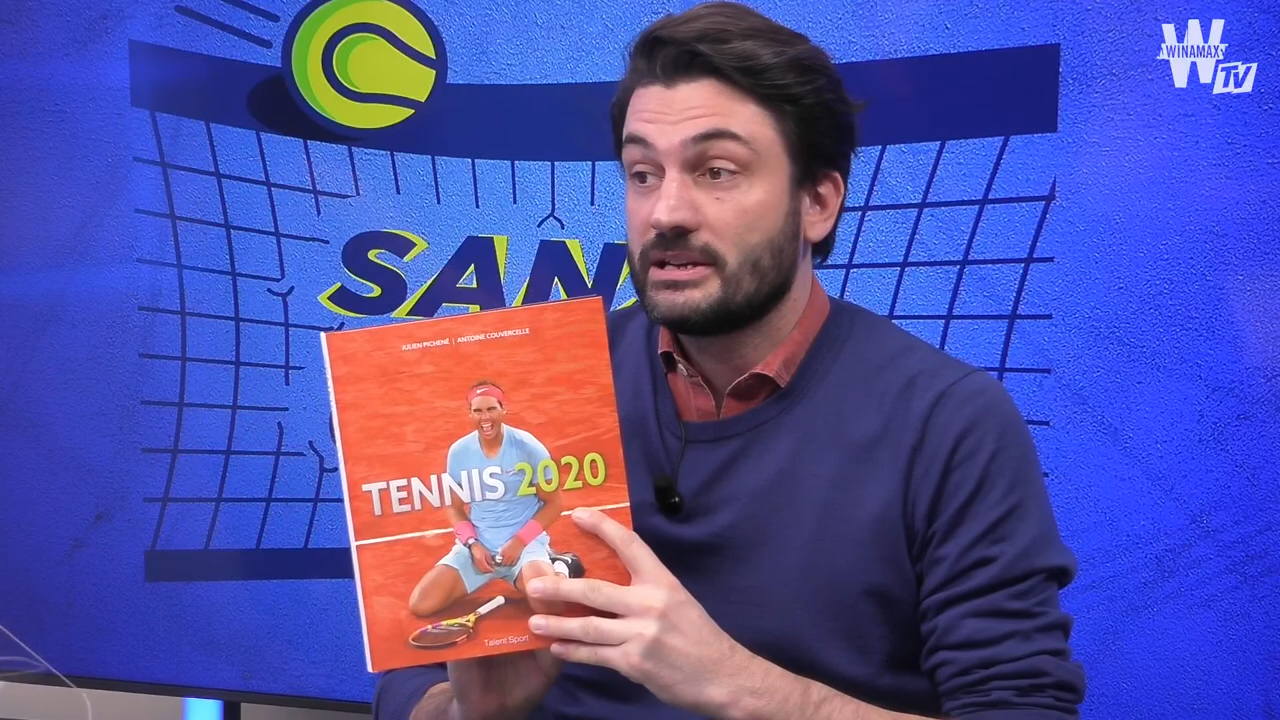 W
WINAMAX
TV
SAN
JULIEN PICHENÉ | ANTOINE COUVERCELLE
TENNIS 2020
Talent Sport